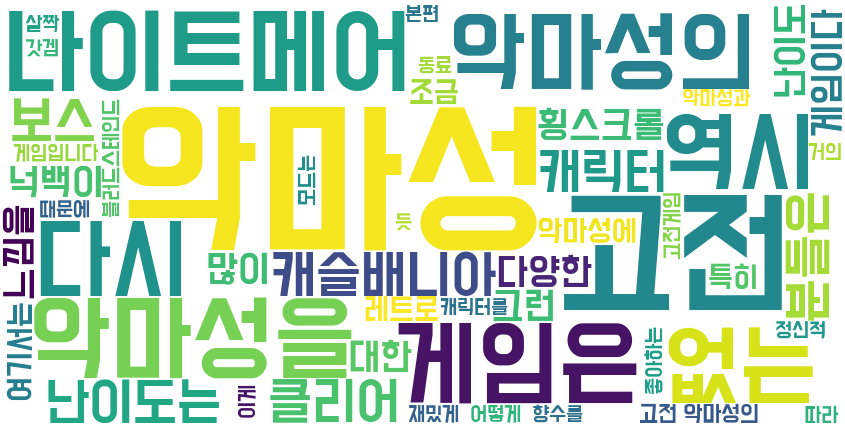 나이트메어
악마성의
본편
살짝
갓겜
동료
조금
난이도
게임이다
악마성과
보스
게임입니다
넉백이
때문에
블러드스테인드
악마성
모드는
횡스크롤
캐릭터
역시
거의
느낌을
다시
많이
캐슬배니아
듯
악마성에
다양한
고전
고전게임
특히
부분은
여기서는
악마성을
대한
레트로
캐릭터를
그런
게임은
좋아하는
없는
정신적
난이도는
이게
클리어
재밌게
어떻게
향수를
고전 악마성의
따라